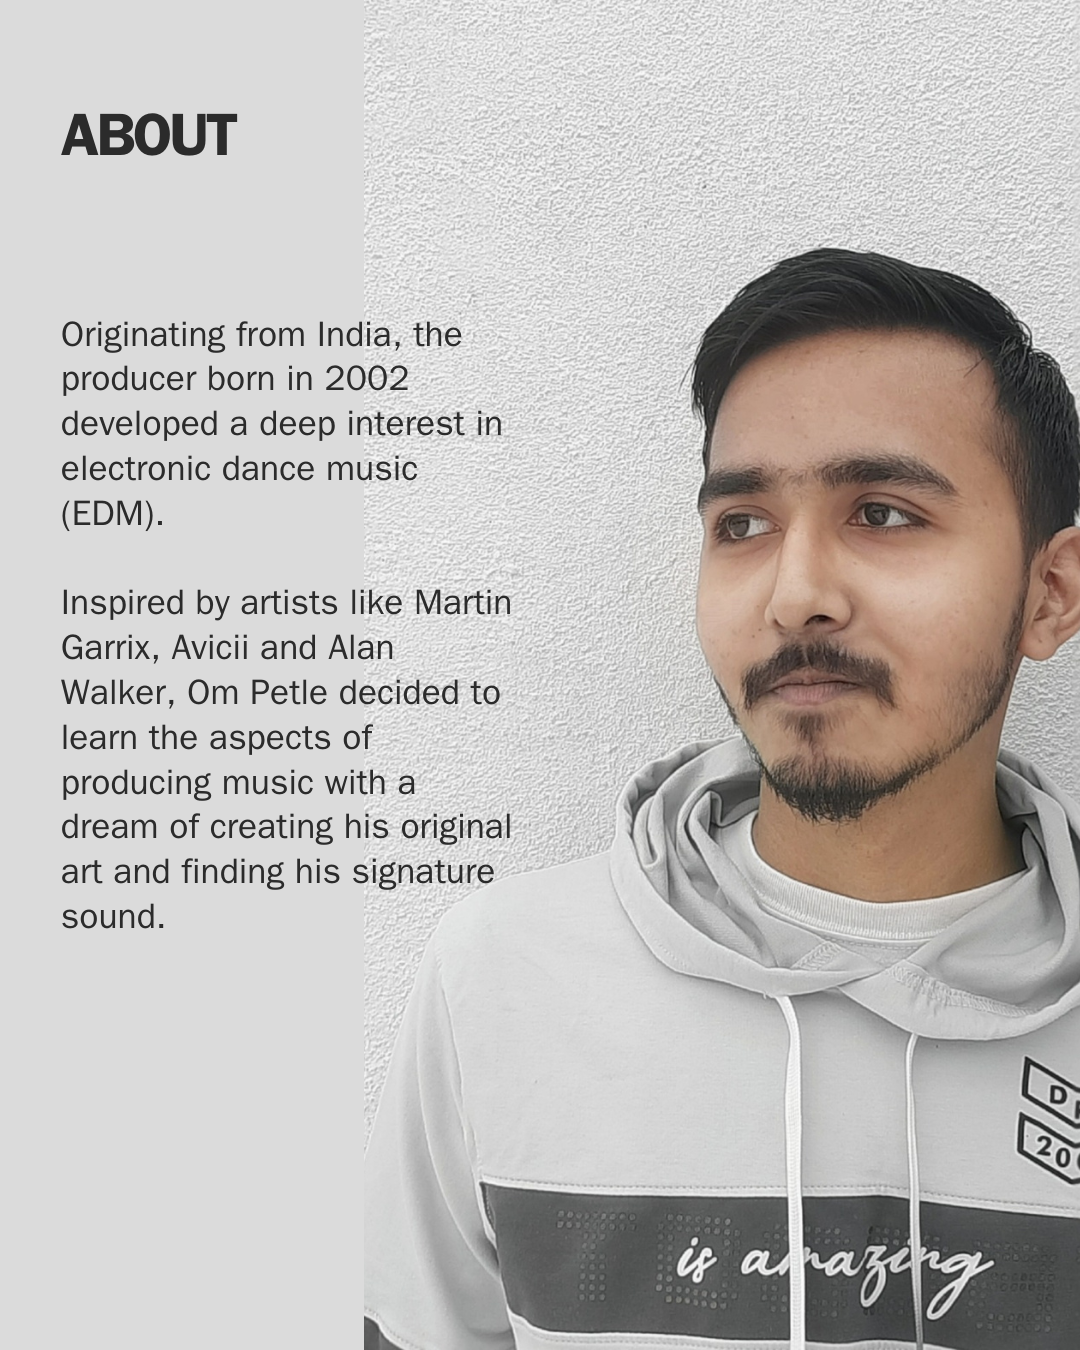 ABOUT
Originating from India, the
producer born in 2002
developed a deep interest in
electronic dance music
(EDM).
Inspired by artists like Martin
Garrix, Avicii and Alan
Walker, Om Petle decided to
learn the aspects of
producing music with a
dream of creating his original
art and finding his signature
sound.
is amazing